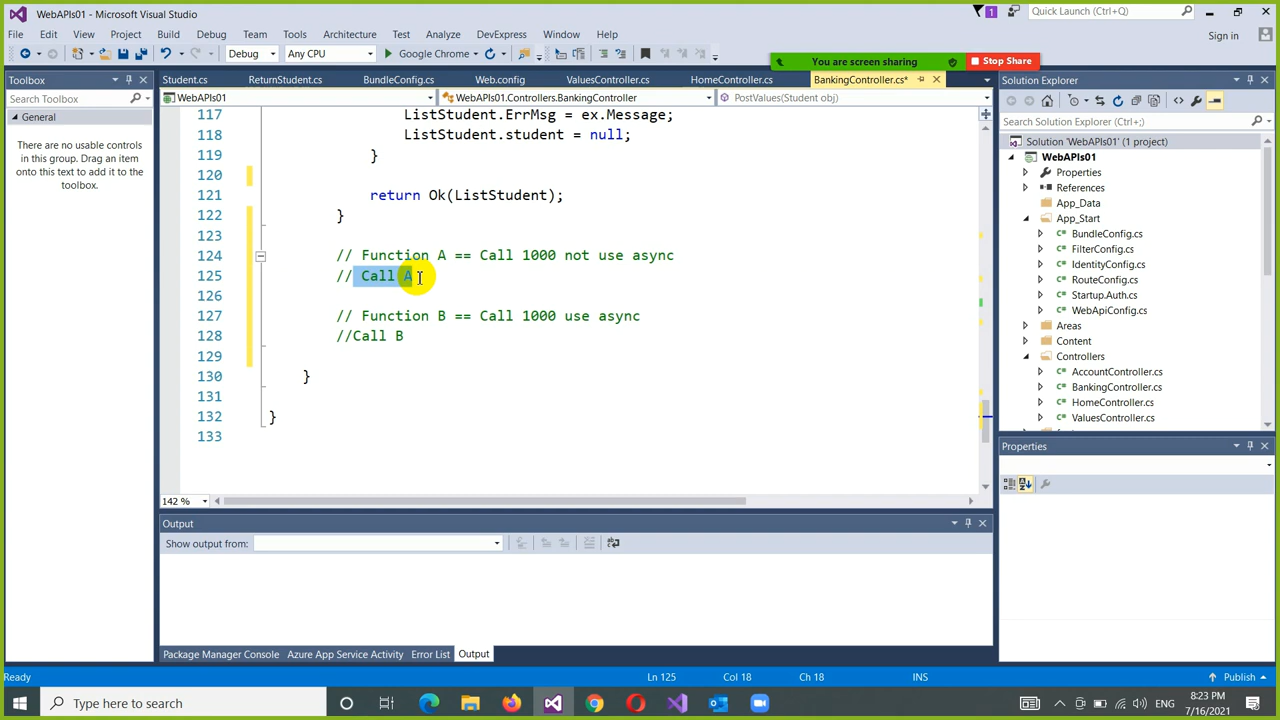 WebAPIs01 - Microsoft Visual Studio
1
Quick Launch (Ctrl+Q)
File Edit View Project Build Debug Team Tools Architecture Test Analyze DevExpress Window Help
Sign in
Debug Any CPU Google Chrome
You are screen sharing Stop Share
Toolbox
Student.cs ReturnStudent.cs BundleConfig.cs Web.config ValuesController.cs HomeController.cs BankingController.cs*
Solution Explorer
Search Toolbox
WebAPIs01 WebAPIs01.Controllers.BankingController PostValues(Student obj)
General
There are no usable controls
in this group. Drag an item
onto this text to add it to the
toolbox.
117 ListStudent.ErrMsg = ex.Message;
118 ListStudent.student = null;
119 }
120
121 return Ok(ListStudent);
122 }
123
124 // Function A == Call 1000 not use async
125 // Call A
126
127 // Function B == Call 1000 use async
128 //Call B
129
130 }
131
132 }
133
142 %
Search Solution Explorer (Ctrl+;)
Solution 'WebAPIs01' (1 project)
WebAPIs01
Properties
References
App_Data
App_Start
BundleConfig.cs
FilterConfig.cs
IdentityConfig.cs
RouteConfig.cs
Startup.Auth.cs
WebApiConfig.cs
Areas
Content
Controllers
AccountController.cs
BankingController.cs
HomeController.cs
ValuesController.cs
Properties
Output
Show output from:
Package Manager Console Azure App Service Activity Error List Output
Ready Ln 125 Col 18 Ch 18 INS Publish
Type here to search
ENG
8:23 PM
7/16/2021